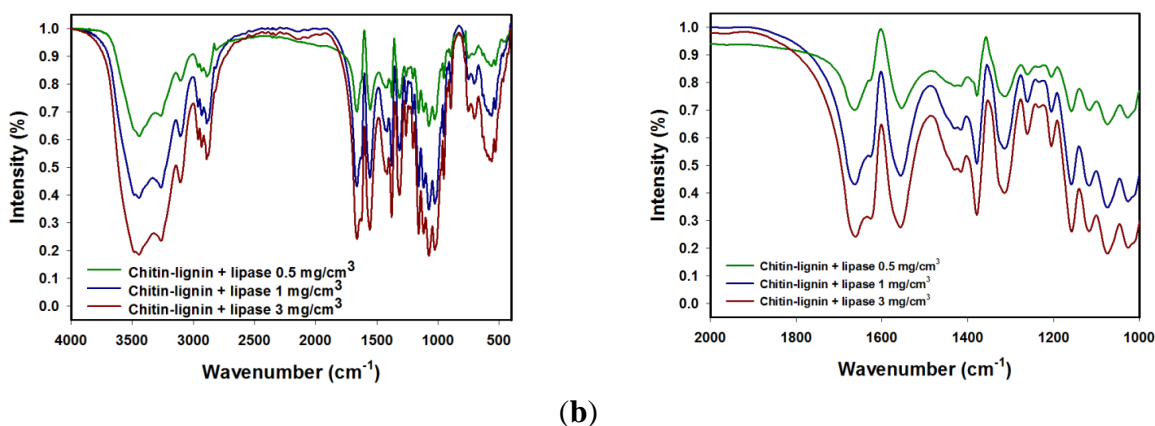 Intensity (%)
1.0
0.9
0.8
0.7
0.6
0.5
0.4
0.3
0.2
0.1
0.0
Chitin-lignin + lipase 0.5 mg/cm³
Chitin-lignin + lipase 1 mg/cm³
Chitin-lignin + lipase 3 mg/cm³
4000 3500 3000 2500 2000 1500 1000 500
Wavenumber (cm⁻¹)
Intensity (%)
1.0
0.9
0.8
0.7
0.6
0.5
0.4
0.3
0.2
0.1
0.0
Chitin-lignin + lipase 0.5 mg/cm³
Chitin-lignin + lipase 1 mg/cm³
Chitin-lignin + lipase 3 mg/cm³
2000 1800 1600 1400 1200 1000
Wavenumber (cm⁻¹)
(b)